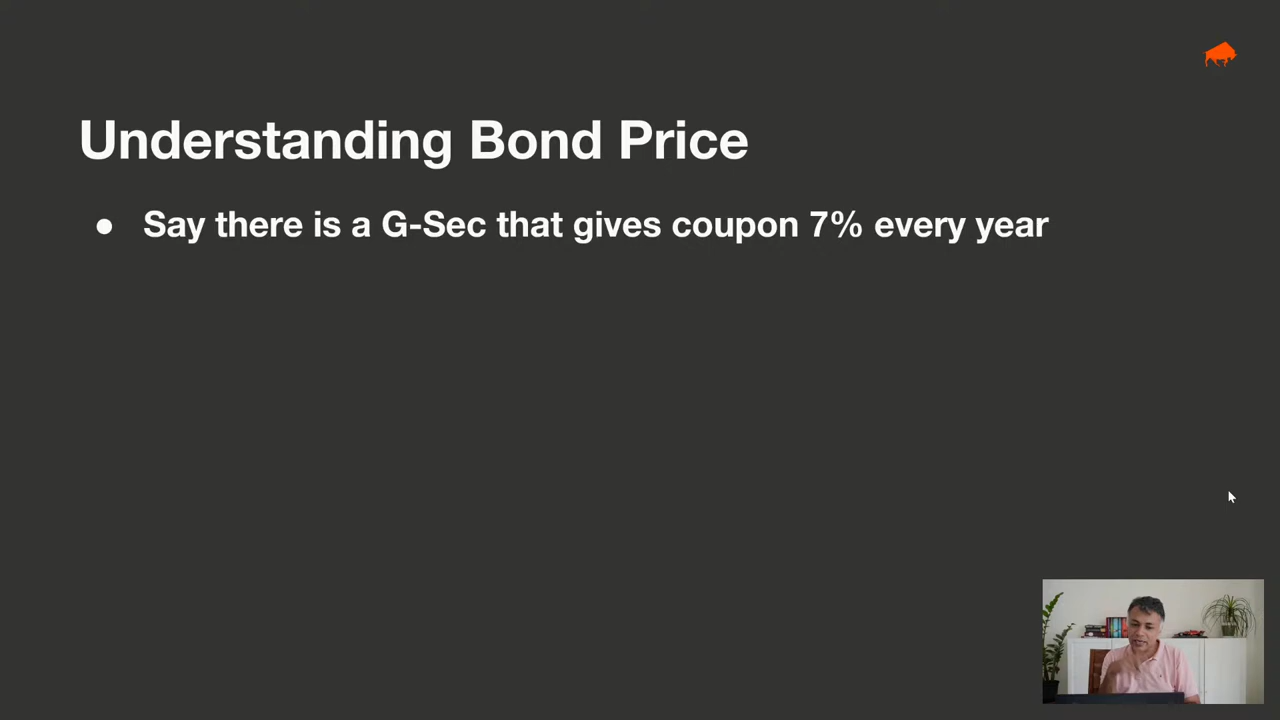 Understanding Bond Price
● Say there is a G-Sec that gives coupon 7% every year